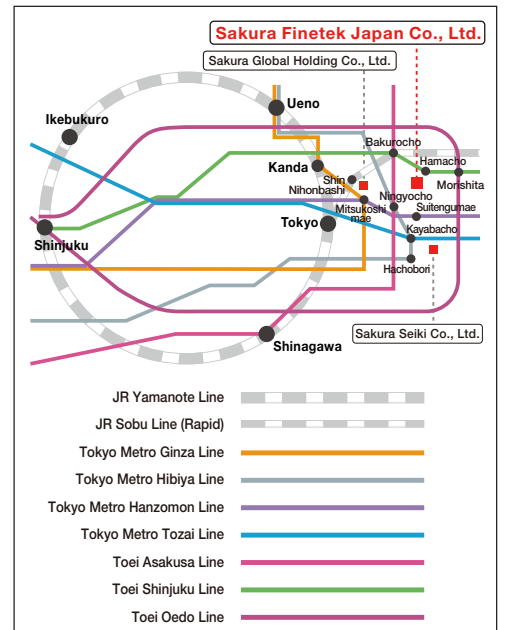 Sakura Finetek Japan Co., Ltd.
Sakura Global Holding Co., Ltd.
Ueno
Ikebukuro
Bakurocho
Kanda
Hamacho
Shin
Nihonbashi
Morishita
Ningyocho
Mitsukoshi
mae
Suitengumae
Tokyo
Kayabacho
Shinjuku
Hachobori
Sakura Seiki Co., Ltd.
Shinagawa
JR Yamanote Line
JR Sobu Line (Rapid)
Tokyo Metro Ginza Line
Tokyo Metro Hibiya Line
Tokyo Metro Hanzomon Line
Tokyo Metro Tozai Line
Toei Asakusa Line
Toei Shinjuku Line
Toei Oedo Line